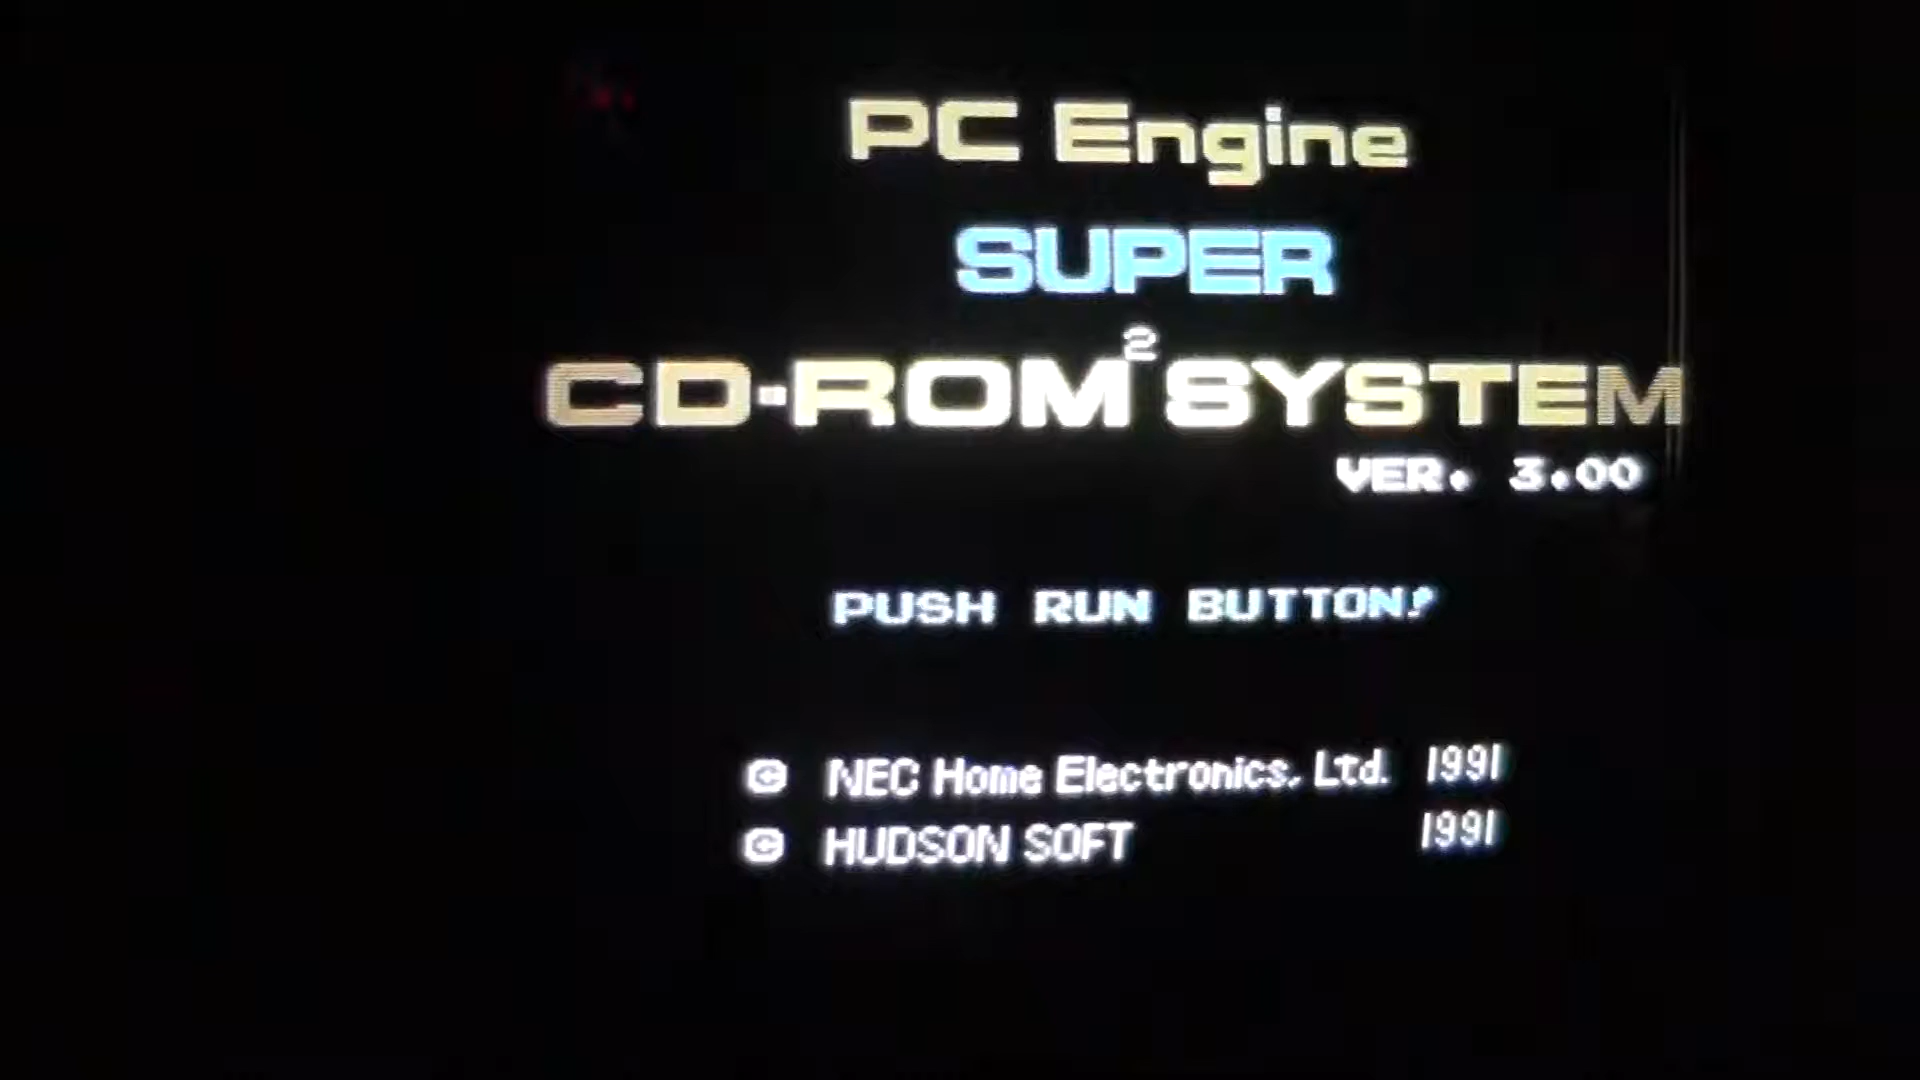 PC Engine
SUPER
CD-ROM² SYSTEM
VER. 3.00
PUSH RUN BUTTON!
© NEC Home Electronics, Ltd. 1991
© HUDSON SOFT 1991